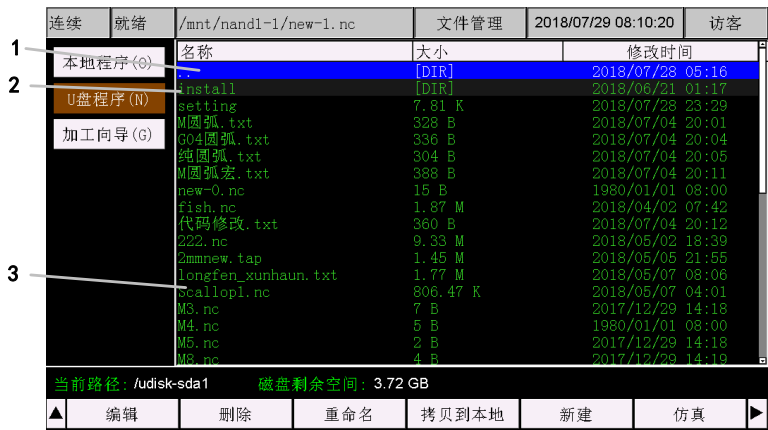 连续 就绪 /mnt/nand1-1/new-1.nc 文件管理 2018/07/29 08:10:20 访客
1 本地程序(0) 名称 大小 修改时间
.. [DIR] 2018/07/28 05:16
2 U盘程序(N) install [DIR] 2018/06/21 01:17
setting 7.81 K 2018/07/28 23:29
M圆弧.txt 328 B 2018/07/04 20:01
加工向导(G) G04圆弧.txt 336 B 2018/07/04 20:04
纯圆弧.txt 304 B 2018/07/04 20:05
M圆弧宏.txt 388 B 2018/07/04 20:11
new-0.nc 15 B 1980/01/01 08:00
fish.nc 1.87 M 2018/04/02 07:42
代码修改.txt 360 B 2018/07/04 20:12
222.nc 9.33 M 2018/05/02 18:39
2mmnew.tap 1.45 M 2018/05/05 21:55
3 longfen_xunhaun.txt 1.77 M 2018/05/07 08:06
Scallop1.nc 806.47 K 2018/05/07 04:01
M3.nc 7 B 2017/12/29 14:18
M4.nc 5 B 1980/01/01 08:00
M5.nc 2 B 2017/12/29 14:18
M8.nc 4 B 2017/12/29 14:19
当前路径: /udisk-sda1 磁盘剩余空间: 3.72 GB
编辑 删除 重命名 拷贝到本地 新建 仿真